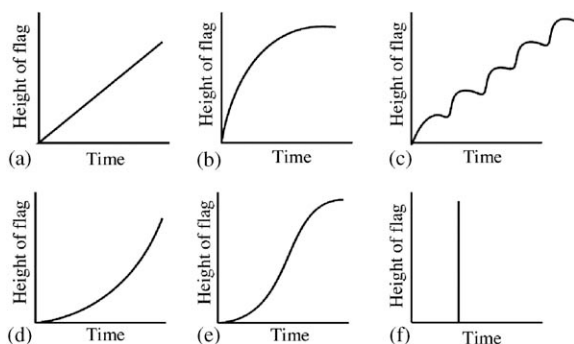 Height of flag
Height of flag
Height of flag
(a) Time
(b) Time
(c) Time
Height of flag
Height of flag
Height of flag
(d) Time
(e) Time
(f) Time